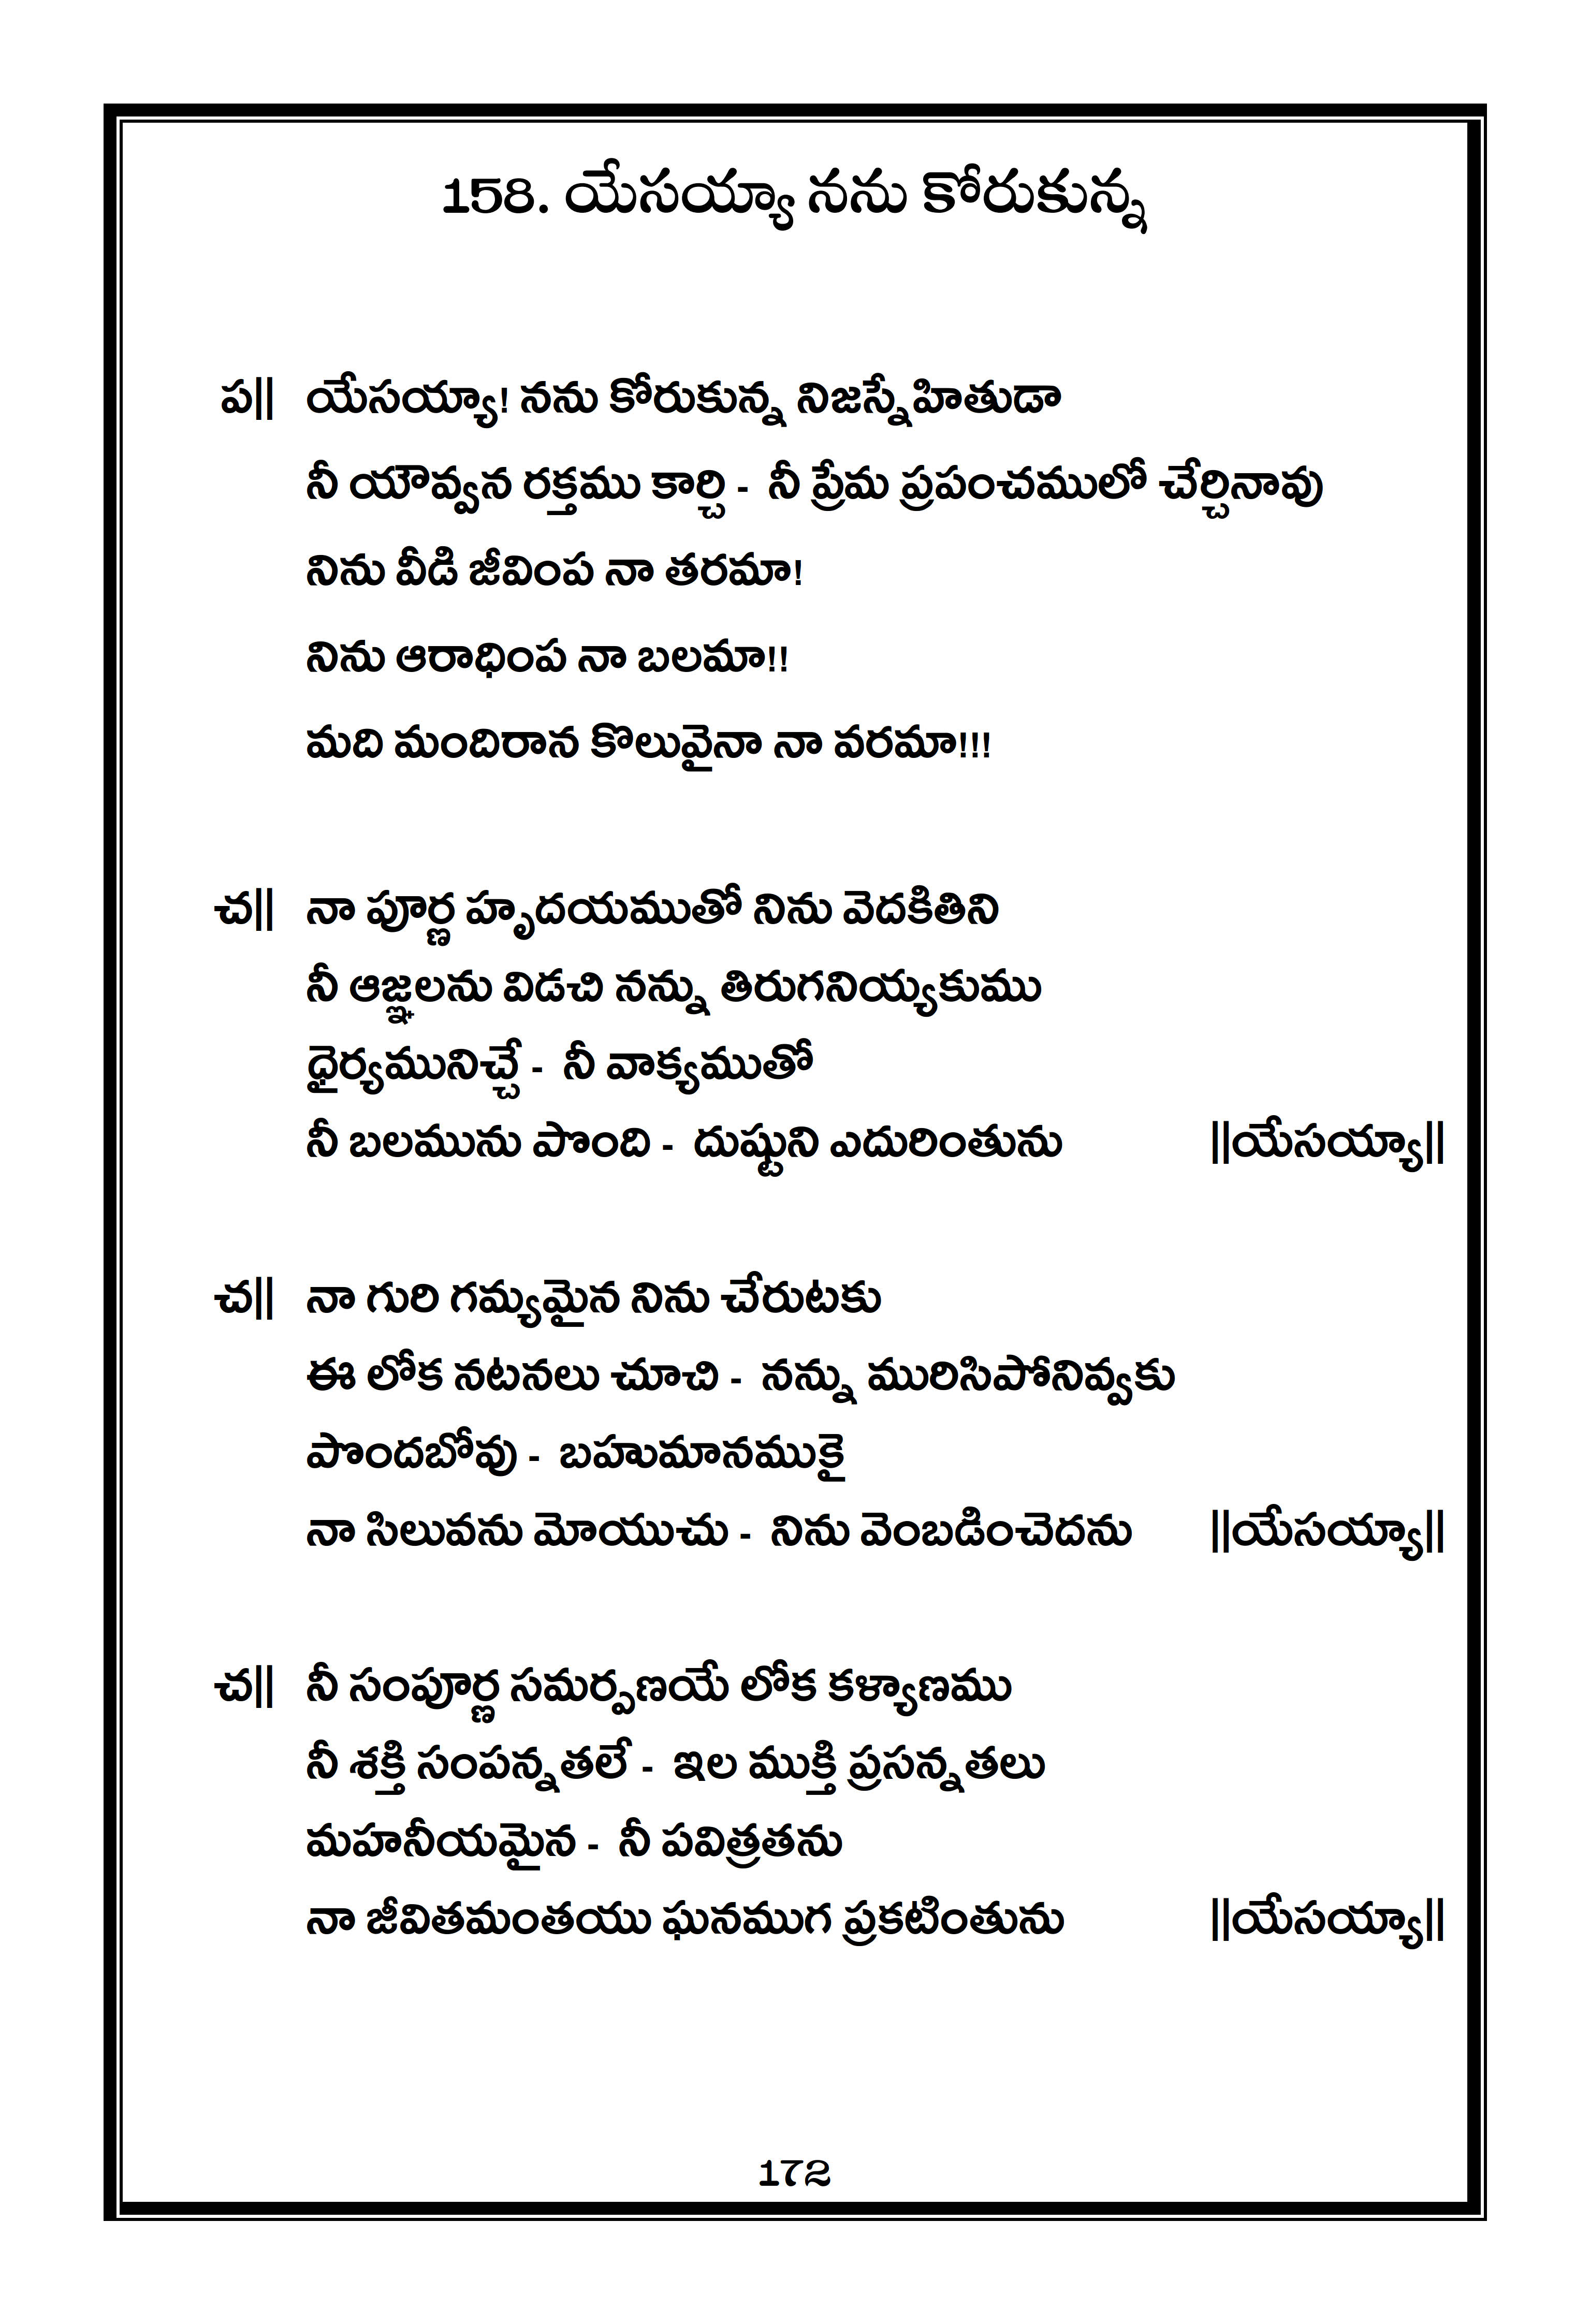 158. యేసయ్యా నను కోరుకున్న
ప|| యేసయ్యా! నను కోరుకున్న నిజస్నేహితుడా
నీ యౌవ్వన రక్తము కార్చి - నీ ప్రేమ ప్రపంచములో చేర్చినావు
నిను వీడి జీవింప నా తరమా!
నిను ఆరాధింప నా బలమా!!
మది మందిరాన కొలువైనా నా వరమా!!!
చ|| నా పూర్ణ హృదయముతో నిను వెదకితిని
నీ ఆజ్ఞలను విడచి నన్ను తిరుగనియ్యకుము
ధైర్యమునిచ్చే - నీ వాక్యముతో
నీ బలమును పొంది - దుష్టుని ఎదురింతును ||యేసయ్యా||
చ|| నా గురి గమ్యమైన నిను చేరుటకు
ఈ లోక నటనలు చూచి - నన్ను మురిసిపోనివ్వకు
పొందబోవు - బహుమానముకై
నా సిలువను మోయుచు - నిను వెంబడించెదను ||యేసయ్యా||
చ|| నీ సంపూర్ణ సమర్పణయే లోక కళ్యాణము
నీ శక్తి సంపన్నతలే - ఇల ముక్తి ప్రసన్నతలు
మహనీయమైన - నీ పవిత్రతను
నా జీవితమంతయు ఘనముగ ప్రకటింతును ||యేసయ్యా||
172